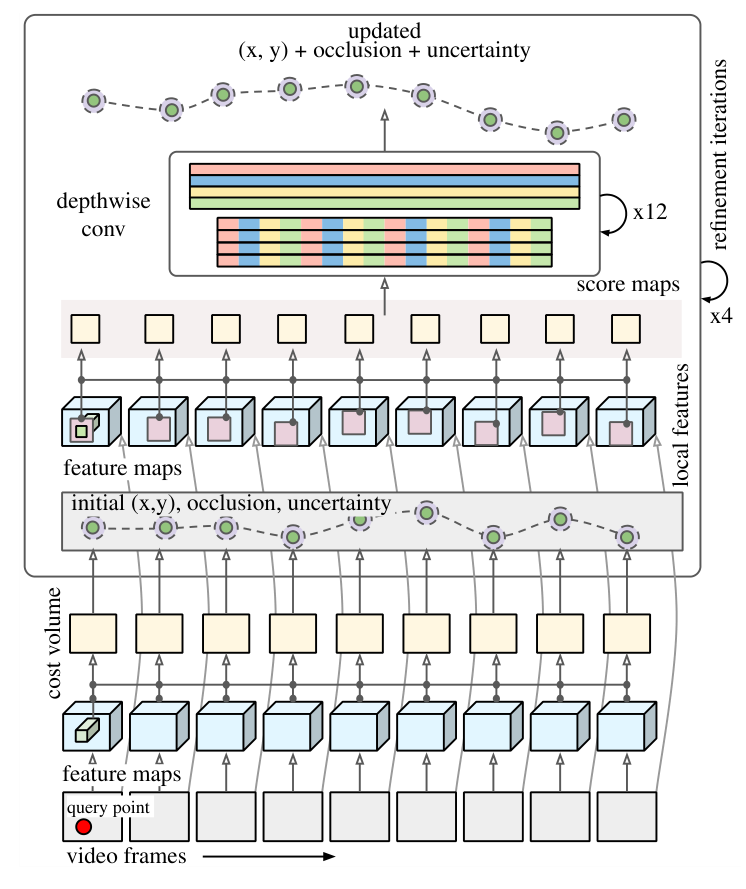 updated
(x, y) + occlusion + uncertainty
depthwise
conv
x12
refinement iterations
x4
score maps
local features
feature maps
initial (x,y), occlusion, uncertainty
cost volume
feature maps
query point
video frames